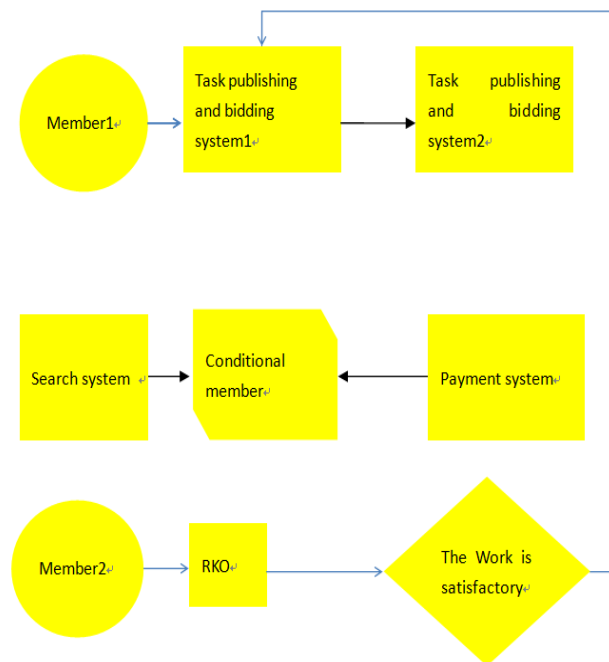 Member1
Task publishing
and bidding
system1
Task publishing
and bidding
system2
Search system
Conditional
member
Payment system
Member2
RKO
The Work is
satisfactory